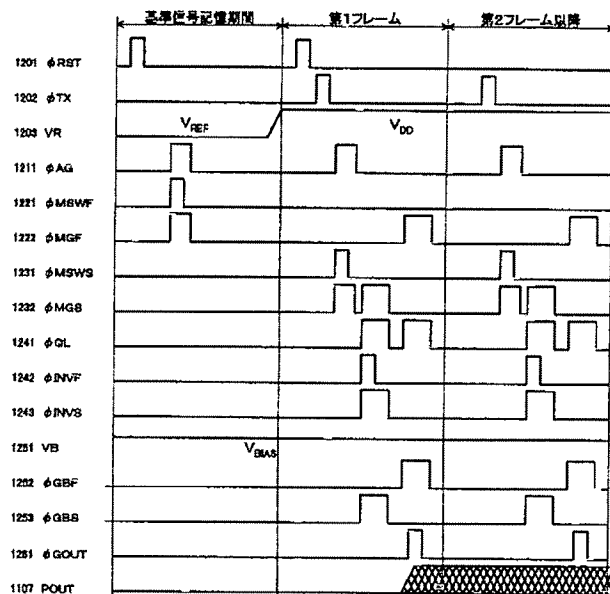 基準信号記憶期間 第1フレーム 第2フレーム以降
1201 φRST
1202 φTX
1203 VR VREF VDD
1211 φAG
1221 φMSWF
1222 φMGF
1231 φMSWS
1232 φMGS
1241 φQL
1242 φINVF
1243 φINVS
1251 VB VBIAS
1252 φGBF
1253 φGBS
1261 φGOUT
1107 POUT